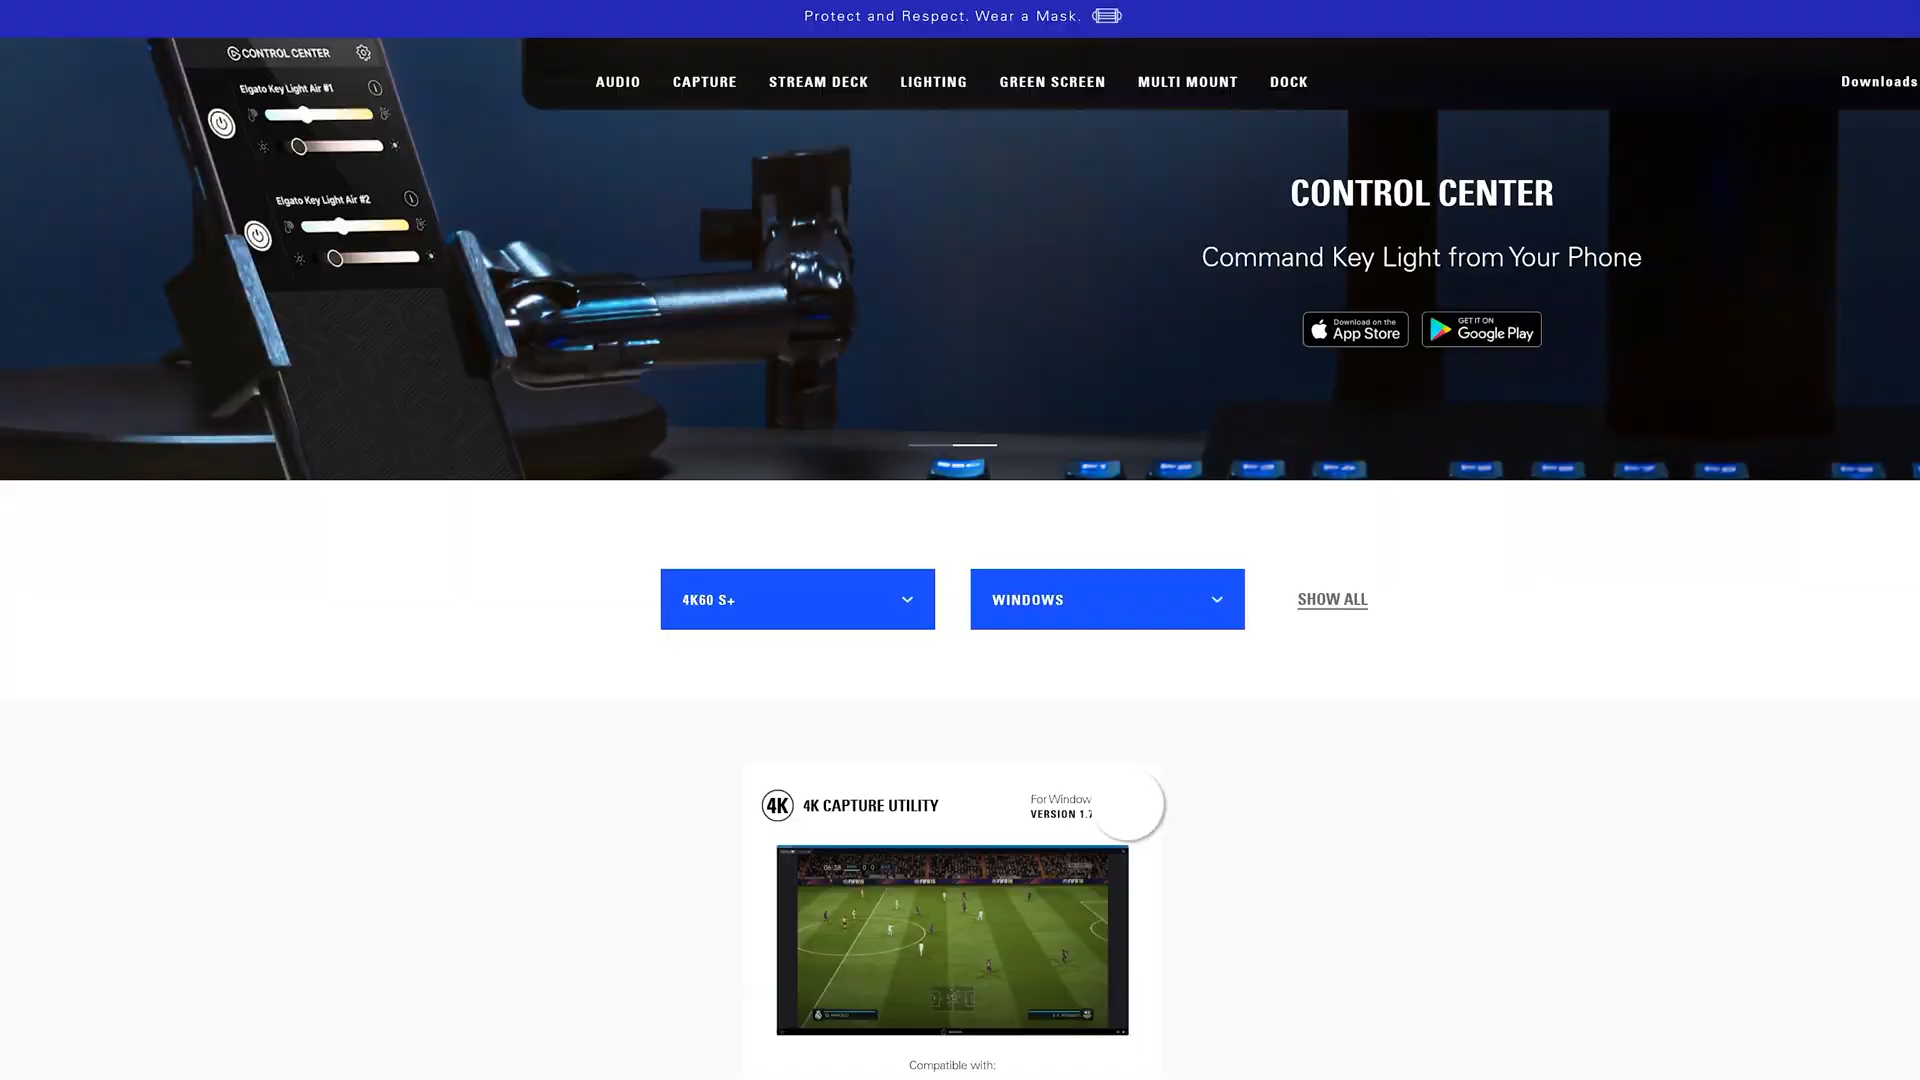 Protect and Respect. Wear a Mask.
CONTROL CENTER
Elgato Key Light Air #1
Elgato Key Light Air #2
AUDIO CAPTURE STREAM DECK LIGHTING GREEN SCREEN MULTI MOUNT DOCK Downloads
CONTROL CENTER
Command Key Light from Your Phone
Download on the App Store
GET IT ON Google Play
4K60 S+ WINDOWS SHOW ALL
4K 4K CAPTURE UTILITY
For Window
VERSION 1.7
Compatible with: